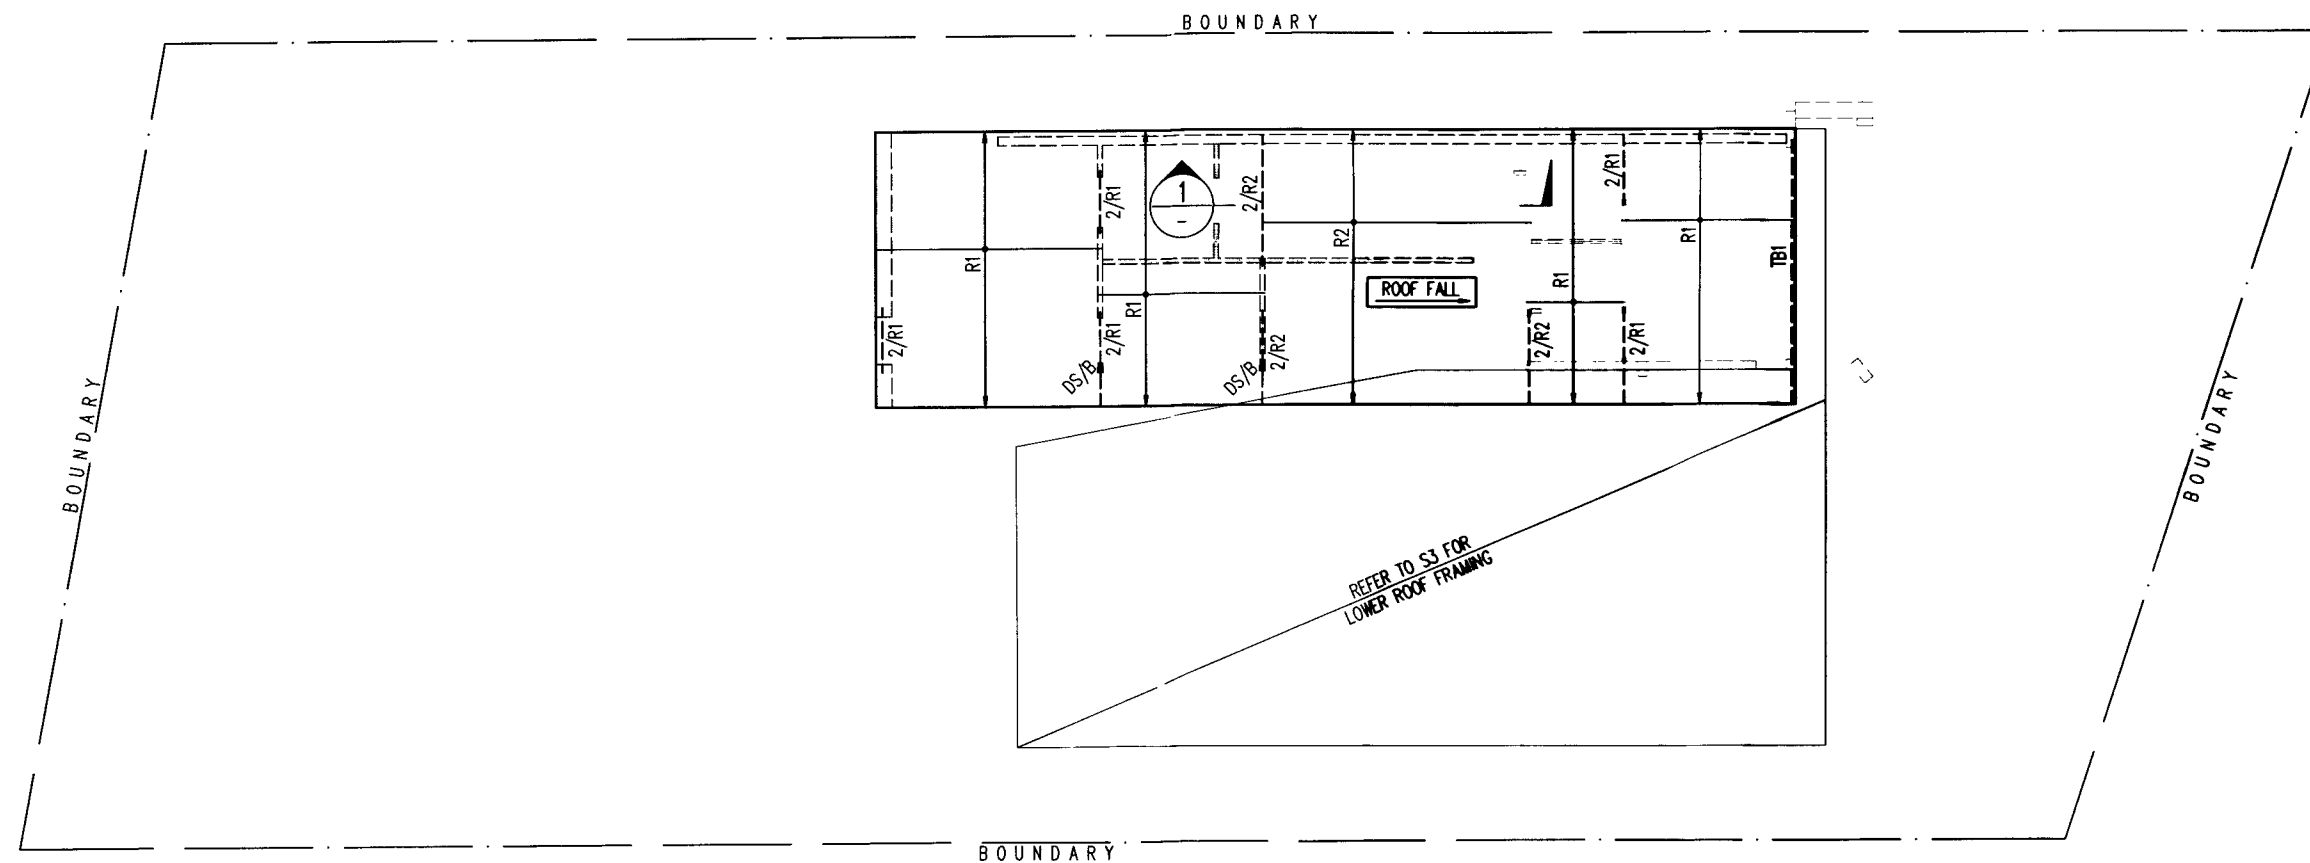 BOUNDARY
2/R1
1
-
2/R2
2/R1
R1
R1
R2
R1
R1
TB1
ROOF FALL
2/R1
2/R1
DS/B
2/R2
DS/B
2/R2
2/R1
BOUNDARY
BOUNDARY
REFER TO S3 FOR
LOWER ROOF FRAMING
BOUNDARY